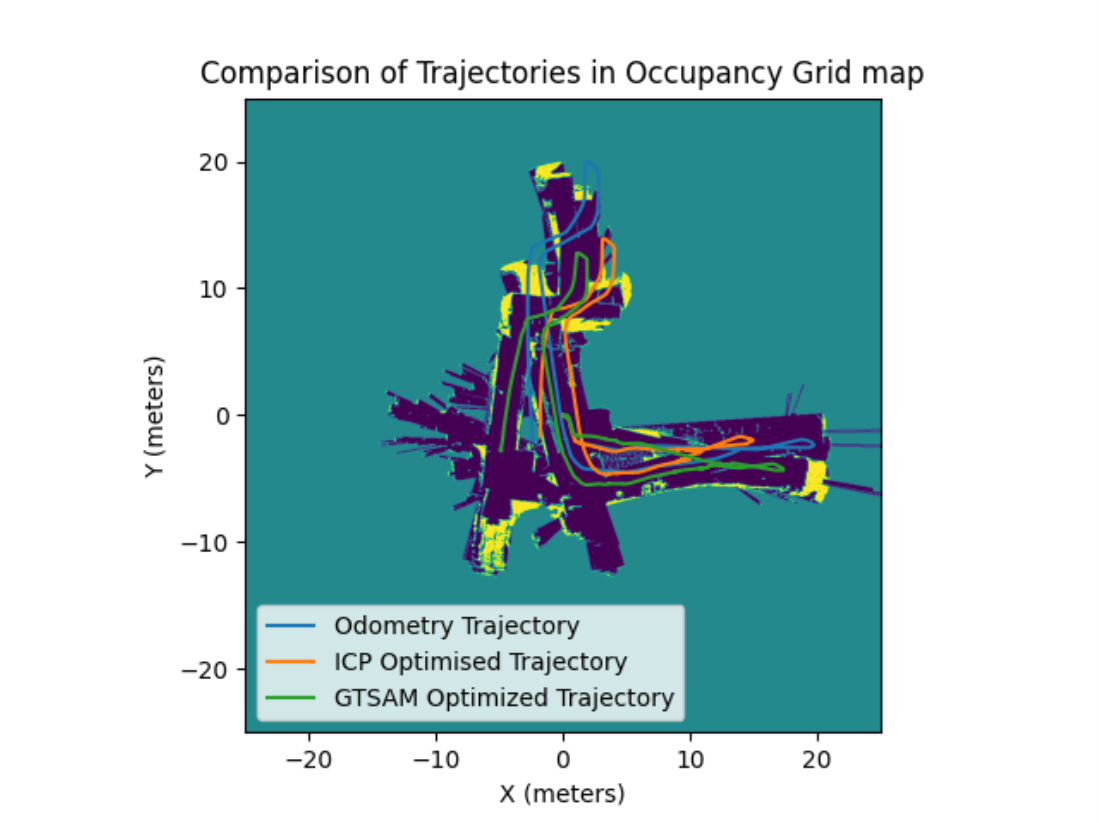 Comparison of Trajectories in Occupancy Grid map
20
10
0
−10
−20
Y (meters)
Odometry Trajectory
ICP Optimised Trajectory
GTSAM Optimized Trajectory
−20 −10 0 10 20
X (meters)